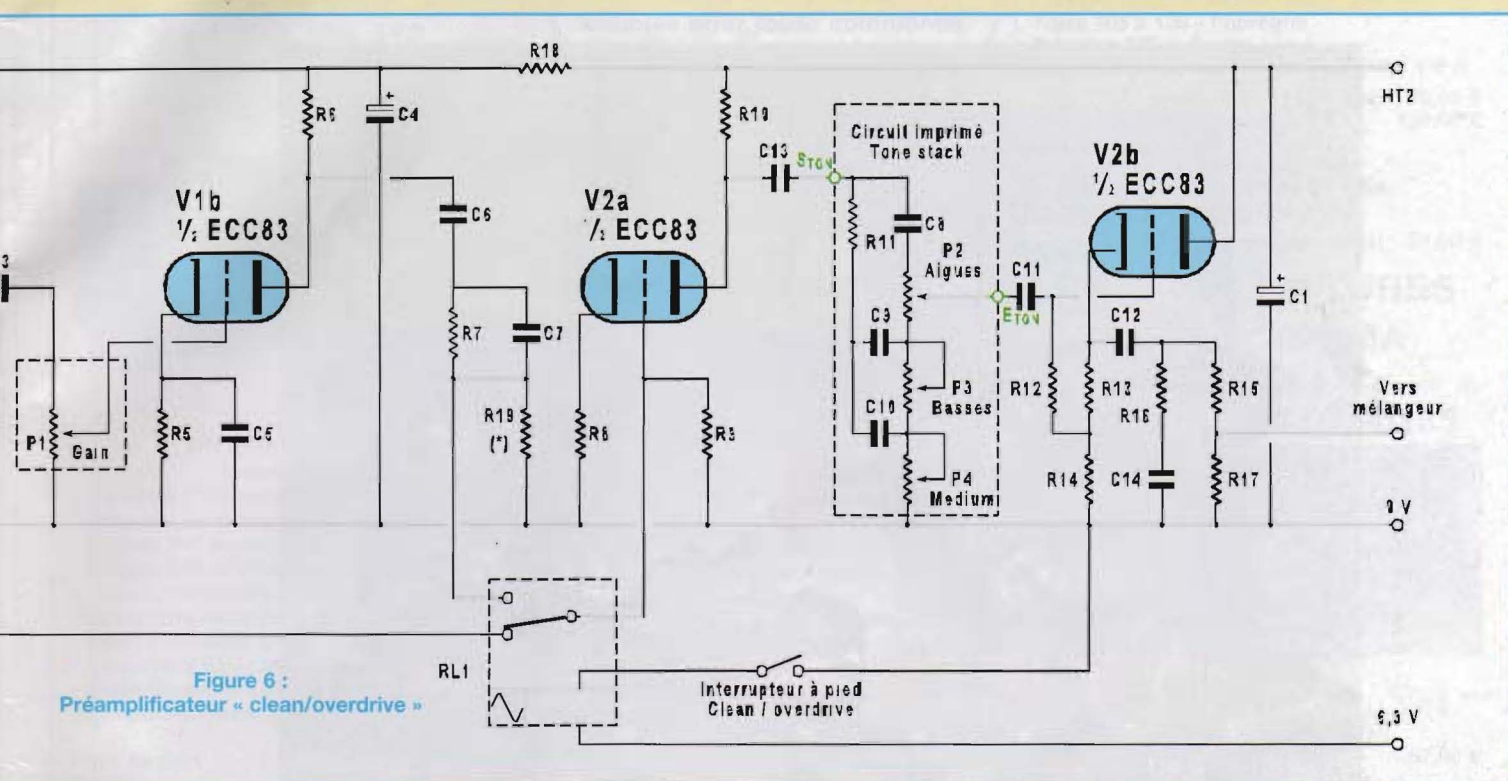 R18
HT2
R6
C4
R10
Circuit imprimé
Tone stack
C13
STON
V2b
½ ECC83
V1b
½ ECC83
C6
V2a
½ ECC83
R11
C8
P2
Aigues
C11
ETON
C1
3
R7
C7
C9
C12
P1
Gain
R5
C5
R19
(*)
R8
R9
P3
Basses
R12
R13
R16
R15
Vers
mélangeur
C10
P4
Medium
R14
C14
R17
0 V
RL1
Interrupteur à pied
Clean / overdrive
Figure 6 :
Préamplificateur « clean/overdrive »
6,3 V